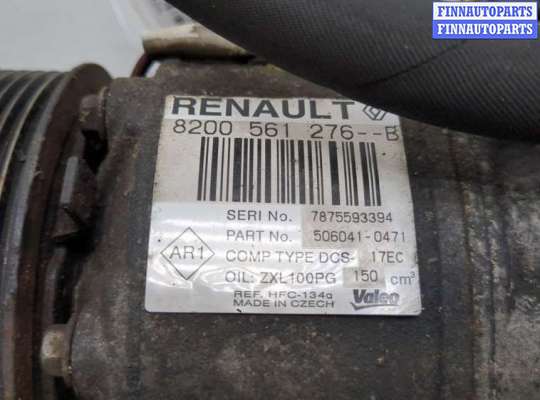 FINNAUTOPARTS
FINNAUTOPARTS
RENAULT
8200 561 276--B
SERI No. 7875593394
PART No. 506041-0471
AR1
COMP TYPE DCS- 17EC
OIL: ZXL100PG 150 cm³
REF. HFC-134a
MADE IN CZECH
Valeo